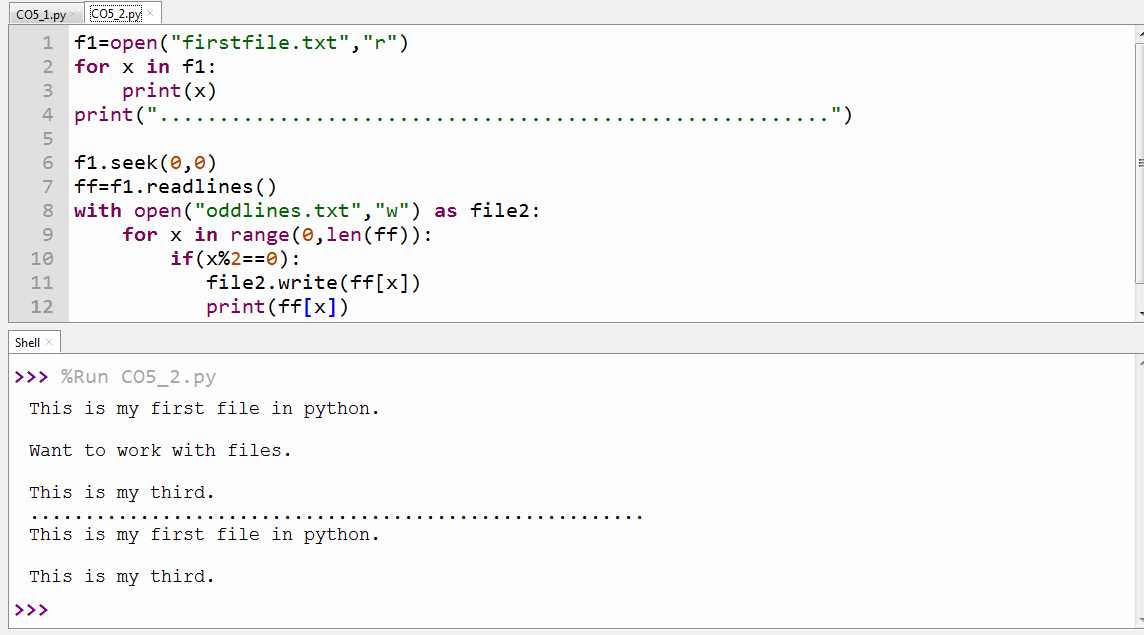 CO5_1.py × CO5_2.py ×
1 f1=open("firstfile.txt","r")
2 for x in f1:
3     print(x)
4 print("........................................................")
5
6 f1.seek(0,0)
7 ff=f1.readlines()
8 with open("oddlines.txt","w") as file2:
9     for x in range(0,len(ff)):
10         if(x%2==0):
11            file2.write(ff[x])
12            print(ff[x])
Shell ×
>>> %Run CO5_2.py
This is my first file in python.
Want to work with files.
This is my third.
........................................................
This is my first file in python.
This is my third.
>>>